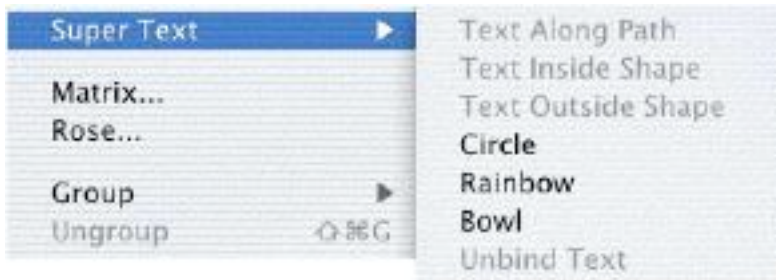 Super Text ▶
Matrix...
Rose...
Group ▶
Ungroup ⇧⌘G
Text Along Path
Text Inside Shape
Text Outside Shape
Circle
Rainbow
Bowl
Unbind Text